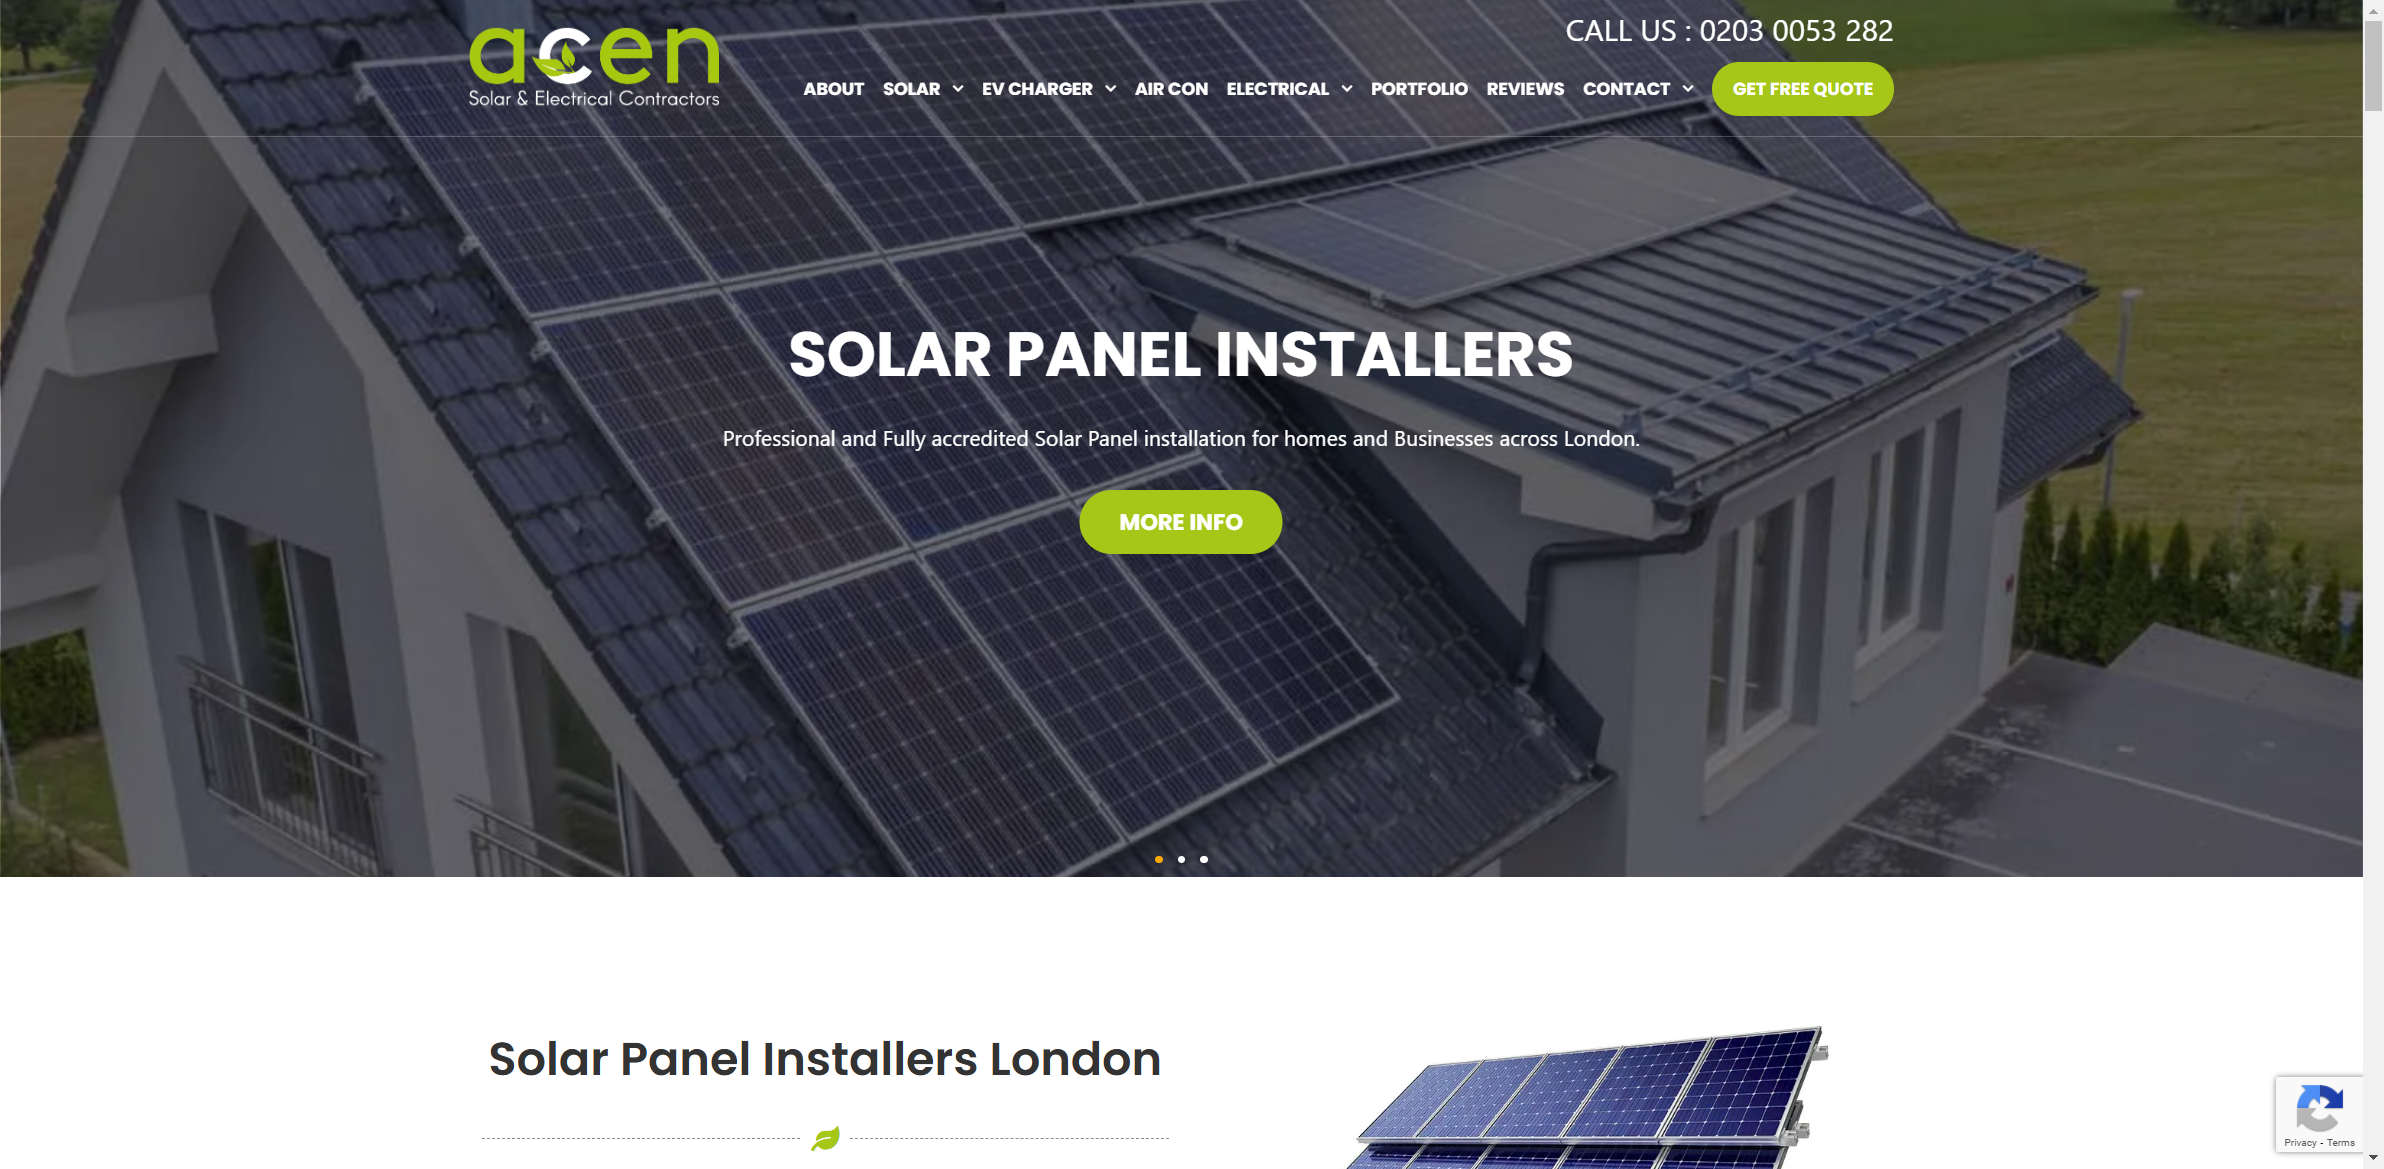 acen
Solar & Electrical Contractors
CALL US : 0203 0053 282
ABOUT SOLAR EV CHARGER AIR CON ELECTRICAL PORTFOLIO REVIEWS CONTACT GET FREE QUOTE
SOLAR PANEL INSTALLERS
Professional and Fully accredited Solar Panel installation for homes and Businesses across London.
MORE INFO
Solar Panel Installers London
Privacy - Terms